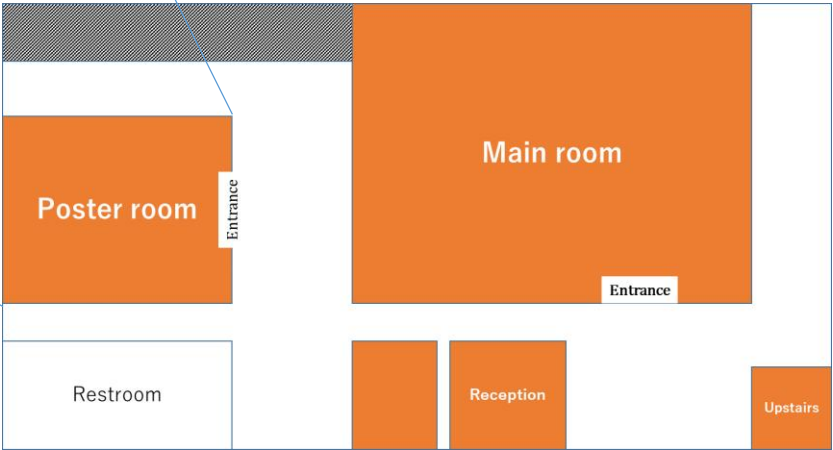 Main room
Poster room
Entrance
Entrance
Restroom
Reception
Upstairs